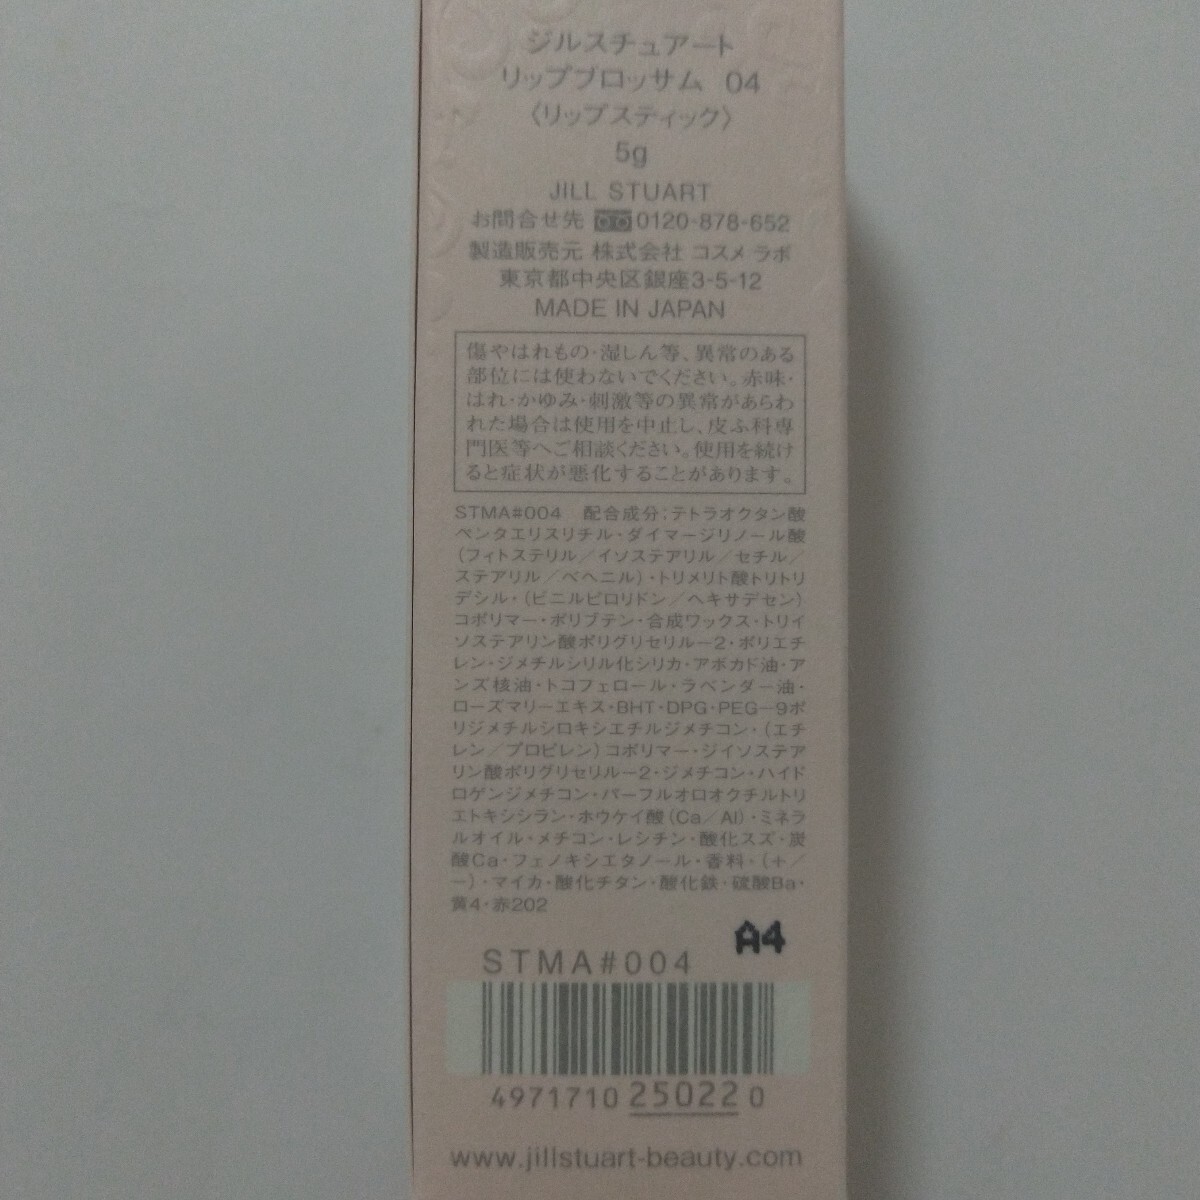 ジルスチュアート
リップブロッサム 04
〈リップスティック〉
5g
JILL STUART
お問合せ先 0120-878-652
製造販売元 株式会社 コスメ ラボ
東京都中央区銀座3-5-12
MADE IN JAPAN
傷やはれもの・湿しん等、異常のある
部位には使わないでください。赤味・
はれ・かゆみ・刺激等の異常があらわ
れた場合は使用を中止し、皮ふ科専
門医等へご相談ください。使用を続け
ると症状が悪化することがあります。
STMA#004 配合成分：テトラオクタン酸
ペンタエリスリチル・ダイマージリノール酸
(フィトステリル／イソステアリル／セチル／
ステアリル／ベヘニル)・トリメリト酸トリトリ
デシル・(ビニルピロリドン／ヘキサデセン)
コポリマー・ポリブテン・合成ワックス・トリイ
ソステアリン酸ポリグリセリル－2・ポリエチ
レン・ジメチルシリル化シリカ・アボカド油・ア
ンズ核油・トコフェロール・ラベンダー油・
ローズマリーエキス・BHT・DPG・PEG－9ポ
リジメチルシロキシエチルジメチコン・(エチ
レン／プロピレン)コポリマー・ジイソステア
リン酸ポリグリセリル－2・ジメチコン・ハイド
ロゲンジメチコン・パーフルオロオクチルトリ
エトキシシラン・ホウケイ酸(Ca／Al)・ミネラ
ルオイル・メチコン・レシチン・酸化スズ・炭
酸Ca・フェノキシエタノール・香料・(＋／
－)・マイカ・酸化チタン・酸化鉄・硫酸Ba・
黄4・赤202
A4
STMA#004
4971710 25022 0
www.jillstuart-beauty.com